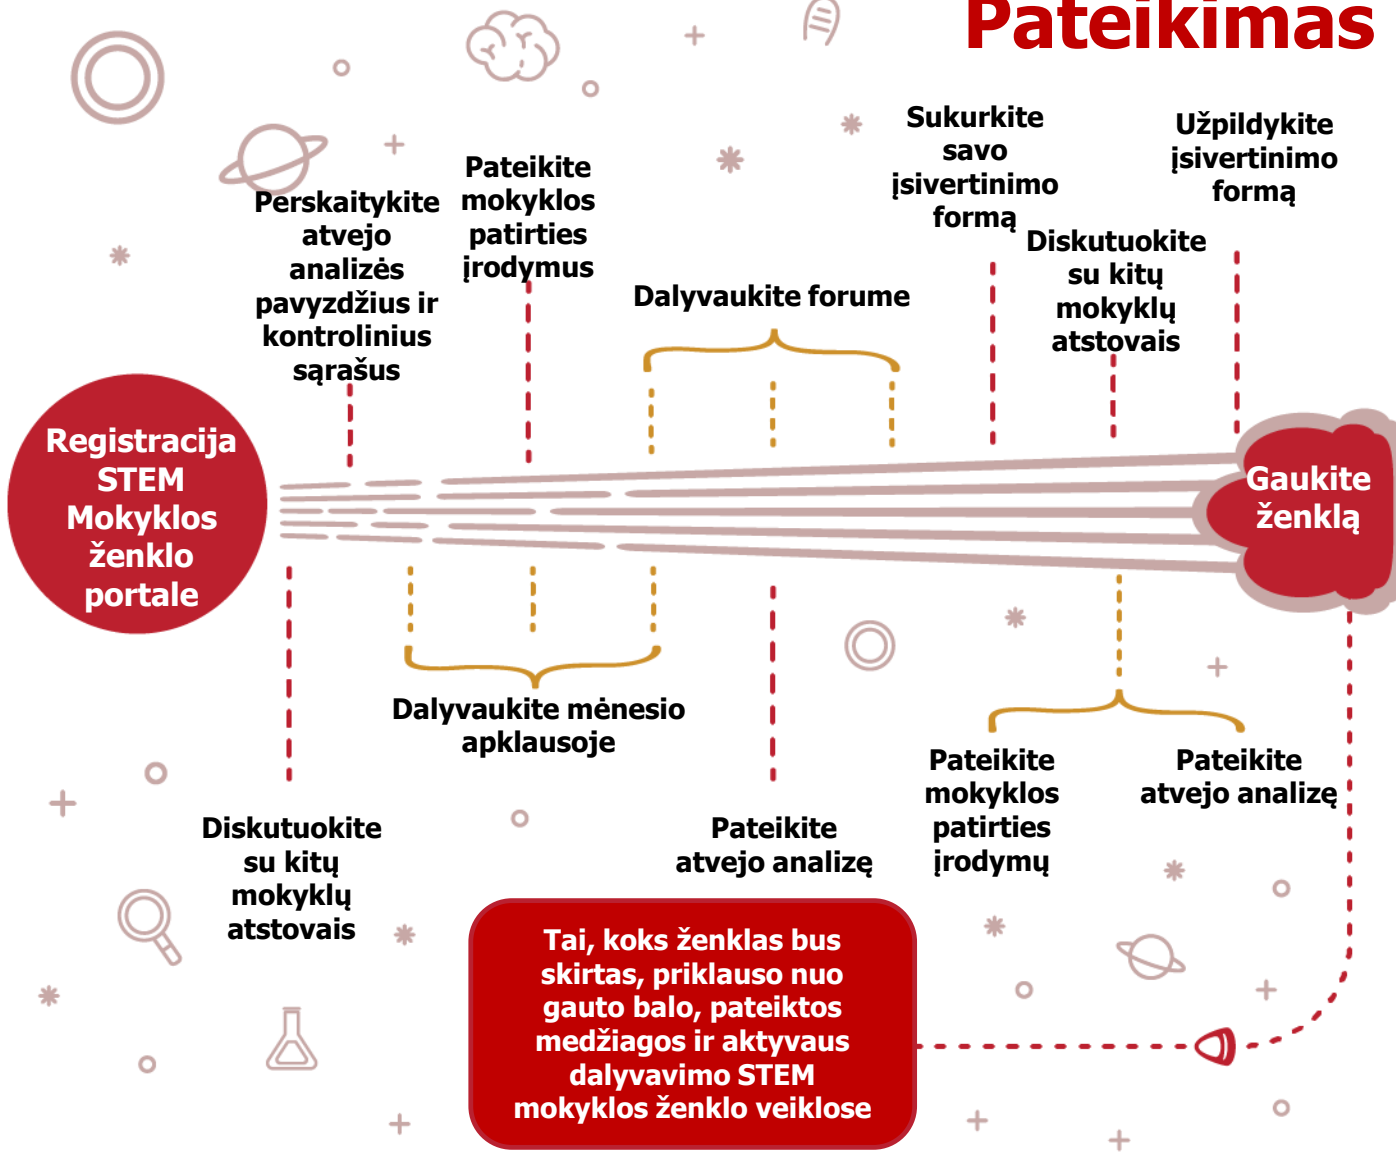 Pateikimas
Sukurkite
savo
įsivertinimo
formą
Užpildykite
įsivertinimo
formą
Pateikite
mokyklos
patirties
įrodymus
Perskaitykite
atvejo
analizės
pavyzdžius ir
kontrolinius
sąrašus
Diskutuokite
su kitų
mokyklų
atstovais
Dalyvaukite forume
Registracija
STEM
Mokyklos
ženklo
portale
Gaukite
ženklą
Dalyvaukite mėnesio
apklausoje
Pateikite
mokyklos
patirties
įrodymų
Pateikite
atvejo analizę
Diskutuokite
su kitų
mokyklų
atstovais
Pateikite
atvejo analizę
Tai, koks ženklas bus
skirtas, priklauso nuo
gauto balo, pateiktos
medžiagos ir aktyvaus
dalyvavimo STEM
mokyklos ženklo veiklose